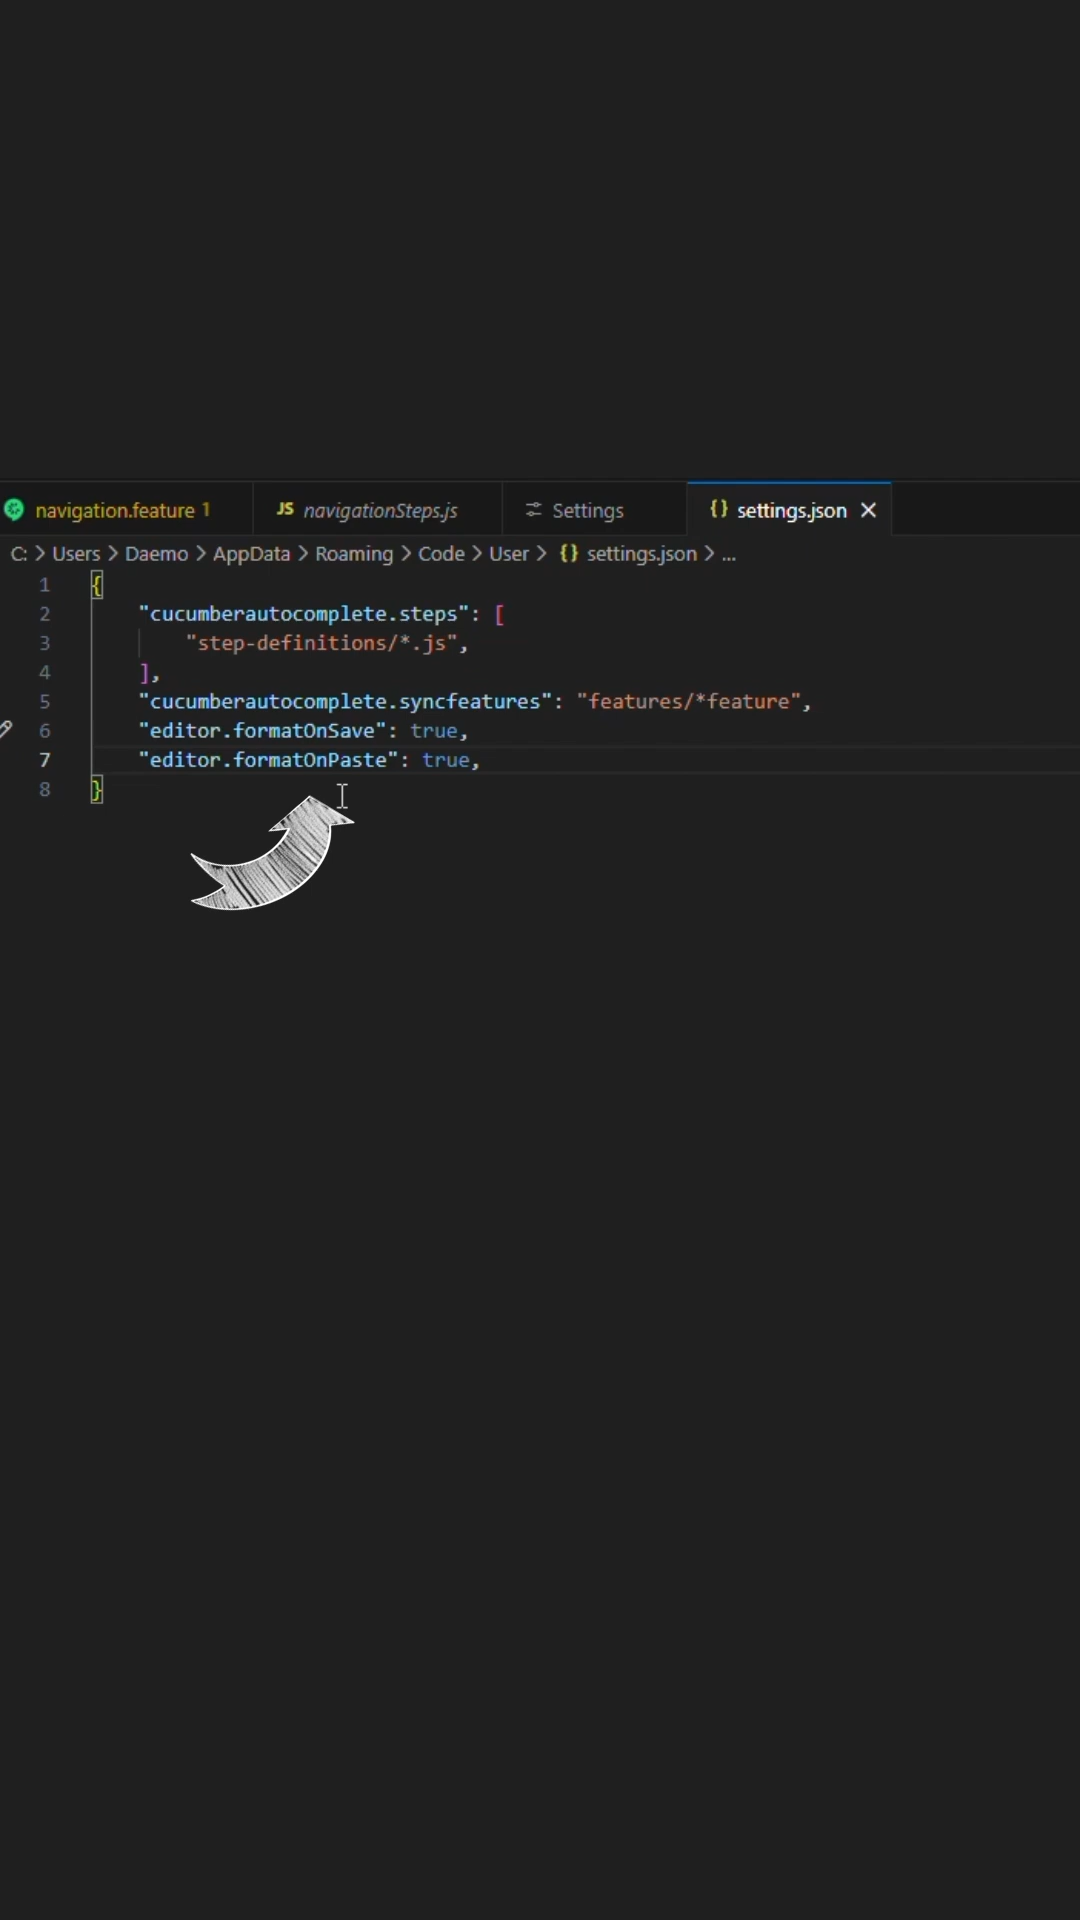 navigation.feature 1
JS navigationSteps.js
Settings
{} settings.json
C: > Users > Daemo > AppData > Roaming > Code > User > {} settings.json > ...
1 {
2 "cucumberautocomplete.steps": [
3 "step-definitions/*.js",
4 ],
5 "cucumberautocomplete.syncfeatures": "features/*feature",
6 "editor.formatOnSave": true,
7 "editor.formatOnPaste": true,
8 }